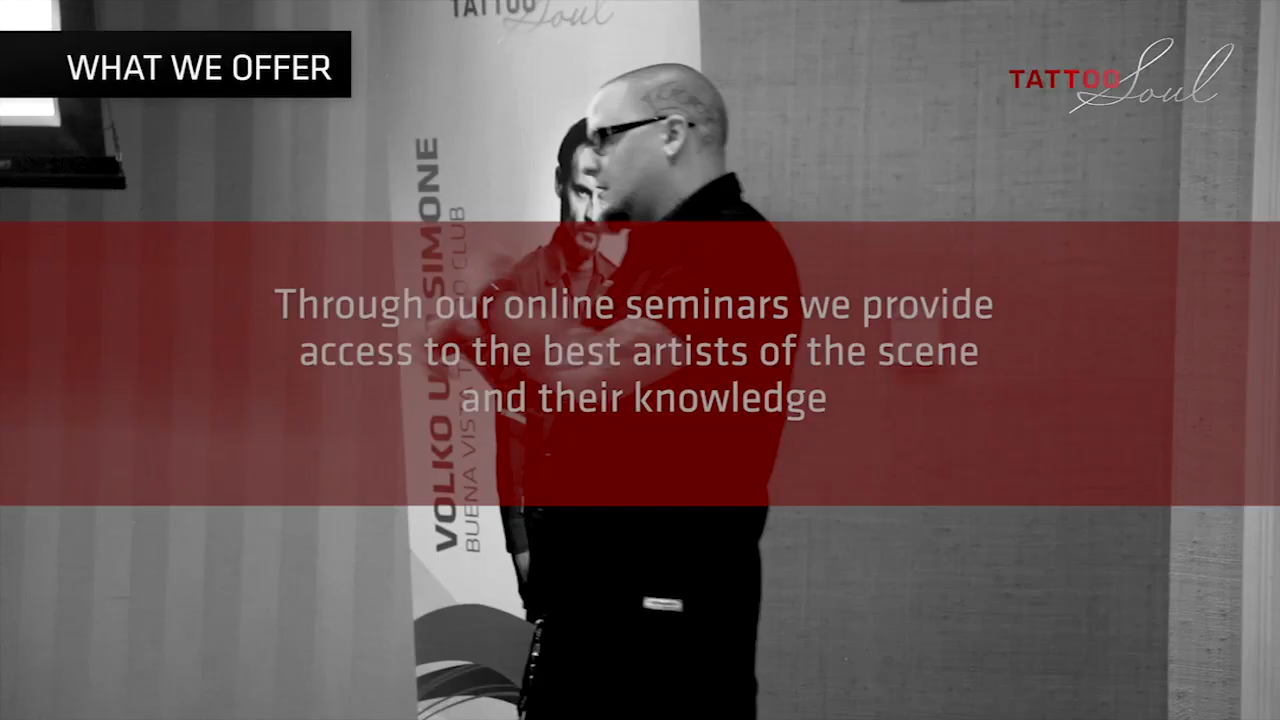 TATTOO Soul
WHAT WE OFFER
TATTOO Soul
Through our online seminars we provide
access to the best artists of the scene
and their knowledge
VOLKO U SIMONE
BUENA VISTA CLUB